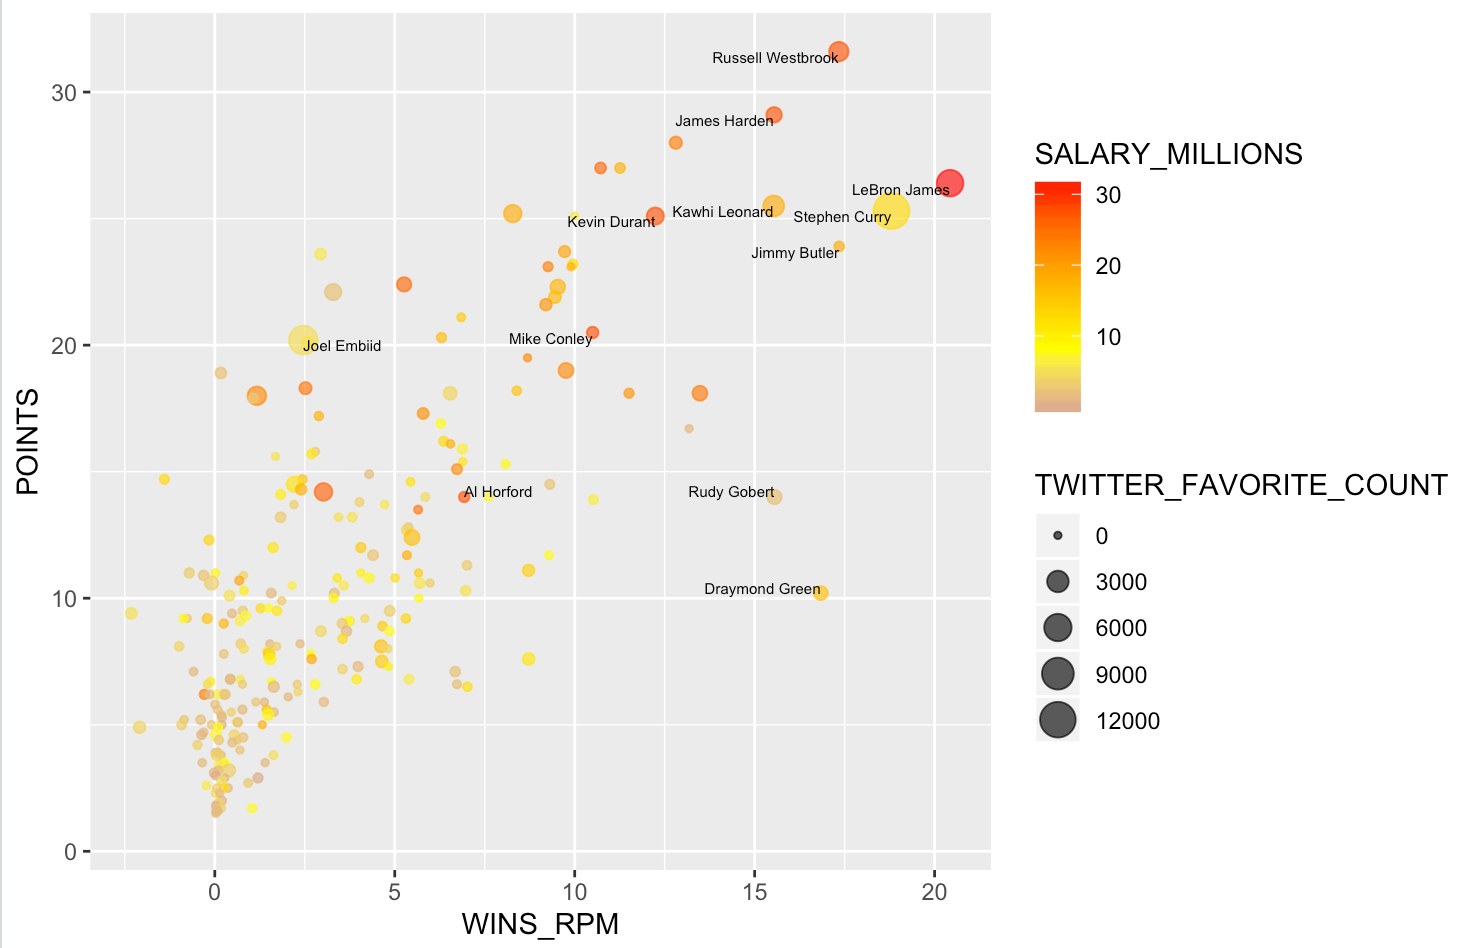 Russell Westbrook
30
James Harden
LeBron James
Kawhi Leonard
Stephen Curry
Kevin Durant
Jimmy Butler
Mike Conley
20
Joel Embiid
Al Horford
Rudy Gobert
Draymond Green
10
0
POINTS
0 5 10 15 20
WINS_RPM
SALARY_MILLIONS
30
20
10
TWITTER_FAVORITE_COUNT
0
3000
6000
9000
12000